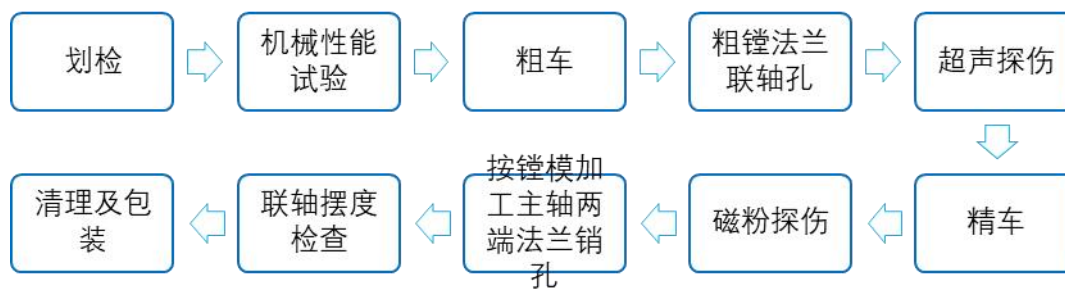 划检
机械性能
试验
粗车
粗镗法兰
联轴孔
超声探伤
精车
磁粉探伤
按镗模加
工主轴两
端法兰销
孔
联轴摆度
检查
清理及包
装